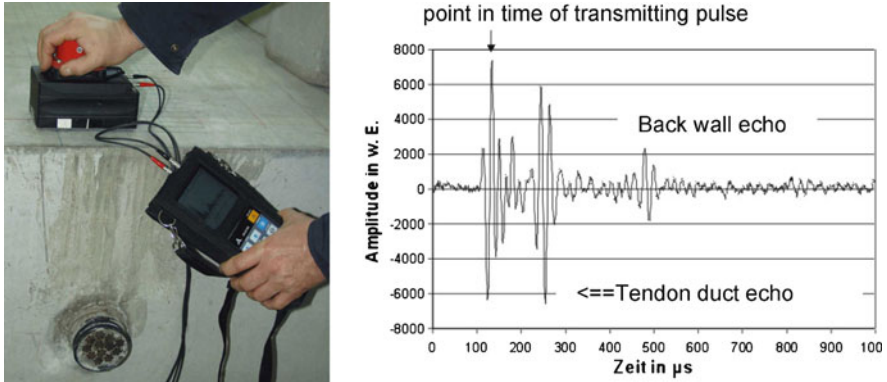 point in time of transmitting pulse
8000
6000
4000
2000
0
-2000
-4000
-6000
-8000
Amplitude in w. E.
Back wall echo
<==Tendon duct echo
0 100 200 300 400 500 600 700 800 900 100
Zeit in µs